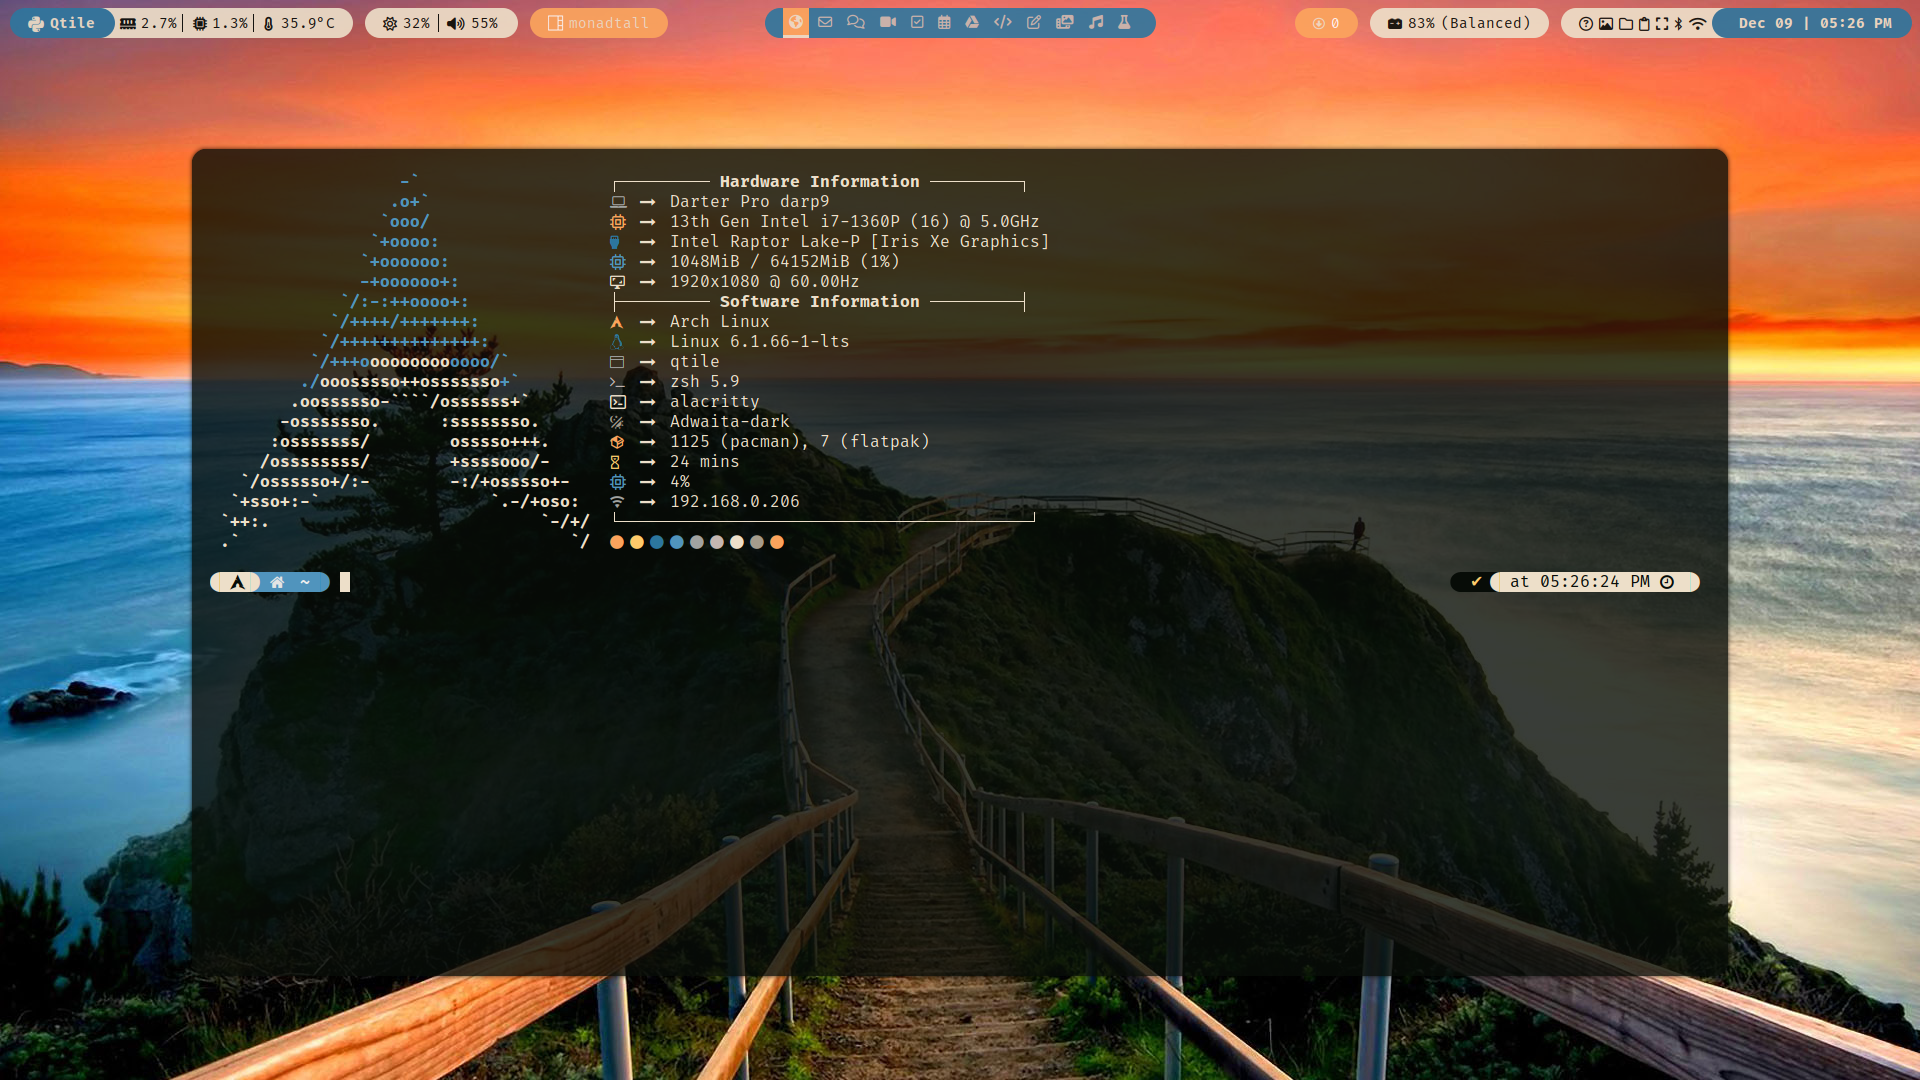 Qtile 2.7% 1.3% 35.9°C 32% 55% monadtall 0 83% (Balanced) Dec 09 | 05:26 PM
Hardware Information
Darter Pro darp9
13th Gen Intel i7-1360P (16) @ 5.0GHz
Intel Raptor Lake-P [Iris Xe Graphics]
1048MiB / 64152MiB (1%)
1920x1080 @ 60.00Hz
Software Information
Arch Linux
Linux 6.1.66-1-lts
qtile
zsh 5.9
alacritty
Adwaita-dark
1125 (pacman), 7 (flatpak)
24 mins
4%
192.168.0.206
~ ✔ at 05:26:24 PM